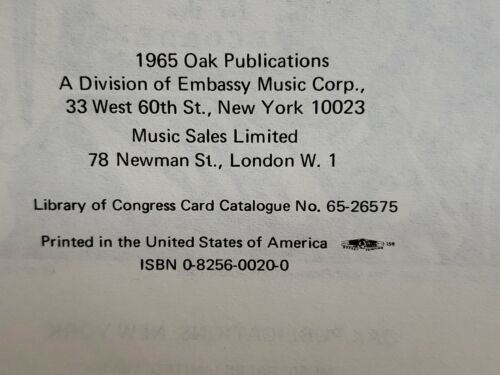 1965 Oak Publications
A Division of Embassy Music Corp.,
33 West 60th St., New York 10023
Music Sales Limited
78 Newman St., London W. 1
Library of Congress Card Catalogue No. 65-26575
Printed in the United States of America
ISBN 0-8256-0020-0